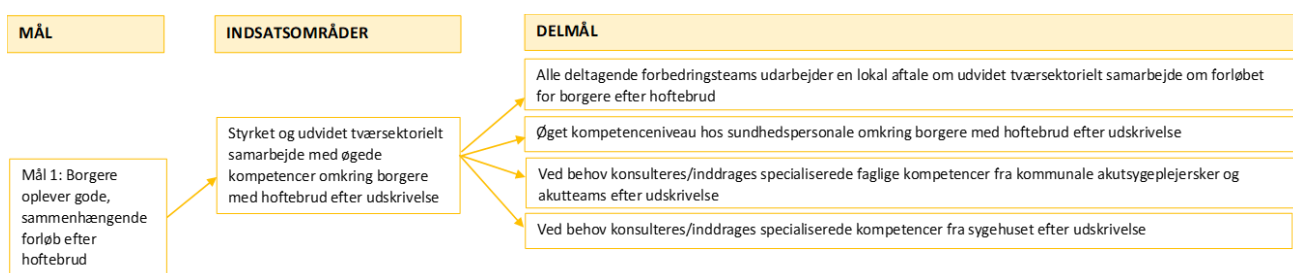 MÅL
INDSATSOMRÅDER
DELMÅL
Mål 1: Borgere
oplever gode,
sammenhængende
forløb efter
hoftebrud
Styrket og udvidet tværsektorielt
samarbejde med øgede
kompetencer omkring borgere
med hoftebrud efter udskrivelse
Alle deltagende forbedringsteams udarbejder en lokal aftale om udvidet tværsektorielt samarbejde om forløbet
for borgere efter hoftebrud
Øget kompetenceniveau hos sundhedspersonale omkring borgere med hoftebrud efter udskrivelse
Ved behov konsulteres/inddrages specialiserede faglige kompetencer fra kommunale akutsygeplejersker og
akutteams efter udskrivelse
Ved behov konsulteres/inddrages specialiserede kompetencer fra sygehuset efter udskrivelse